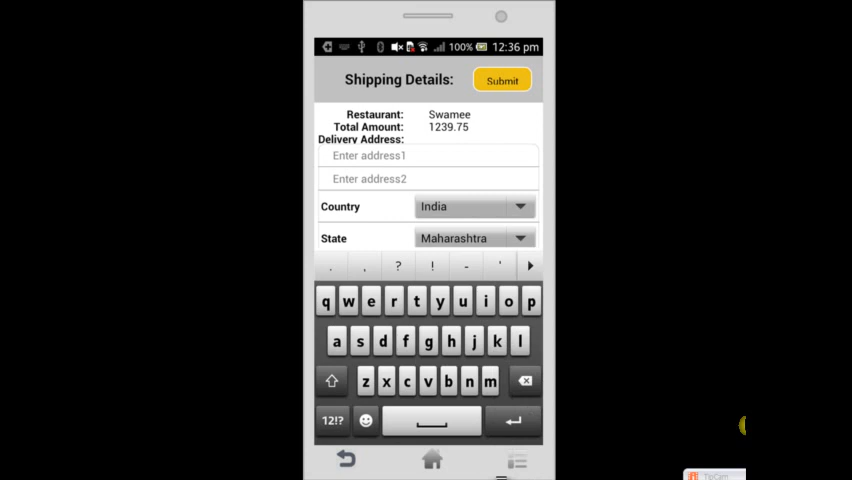 100% 12:36 pm
Shipping Details:
Submit
Restaurant: Swamee
Total Amount: 1239.75
Delivery Address:
Enter address1
Enter address2
Country India
State Maharashtra
. , ? ! - '
q w e r t y u i o p
a s d f g h j k l
z x c v b n m
12!?
TipCam